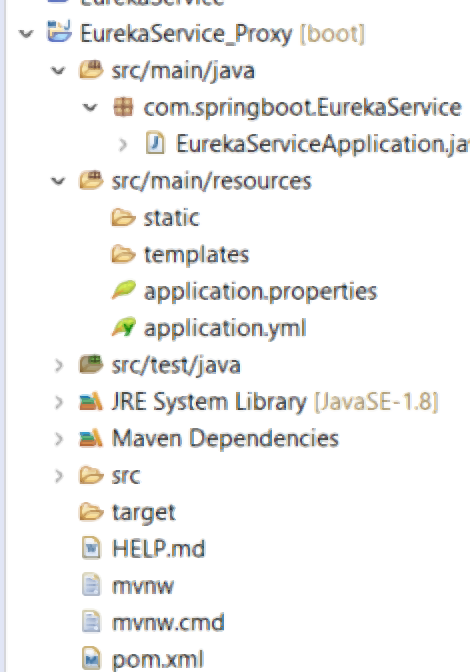 EurekaService
EurekaService_Proxy [boot]
src/main/java
com.springboot.EurekaService
EurekaServiceApplication.jav
src/main/resources
static
templates
application.properties
application.yml
src/test/java
JRE System Library [JavaSE-1.8]
Maven Dependencies
src
target
HELP.md
mvnw
mvnw.cmd
pom.xml